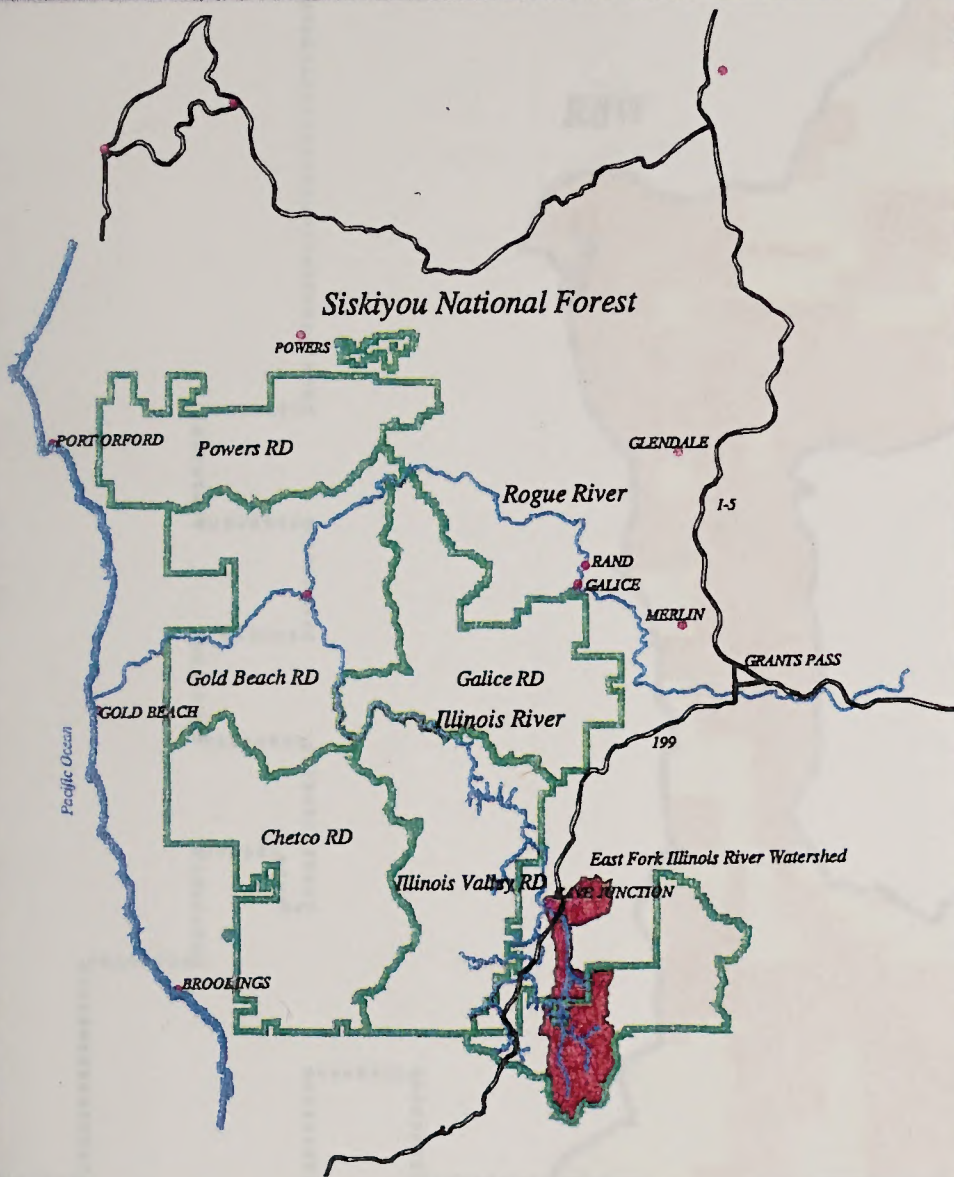 Siskiyou National Forest
POWERS
PORT ORFORD
Powers RD
GLENDALE
Rogue River
I-5
RAND
GALICE
MERLIN
GRANTS PASS
Gold Beach RD
Galice RD
GOLD BEACH
Illinois River
199
Pacific Ocean
Chetco RD
East Fork Illinois River Watershed
Illinois Valley RD
CAVE JUNCTION
BROOKINGS